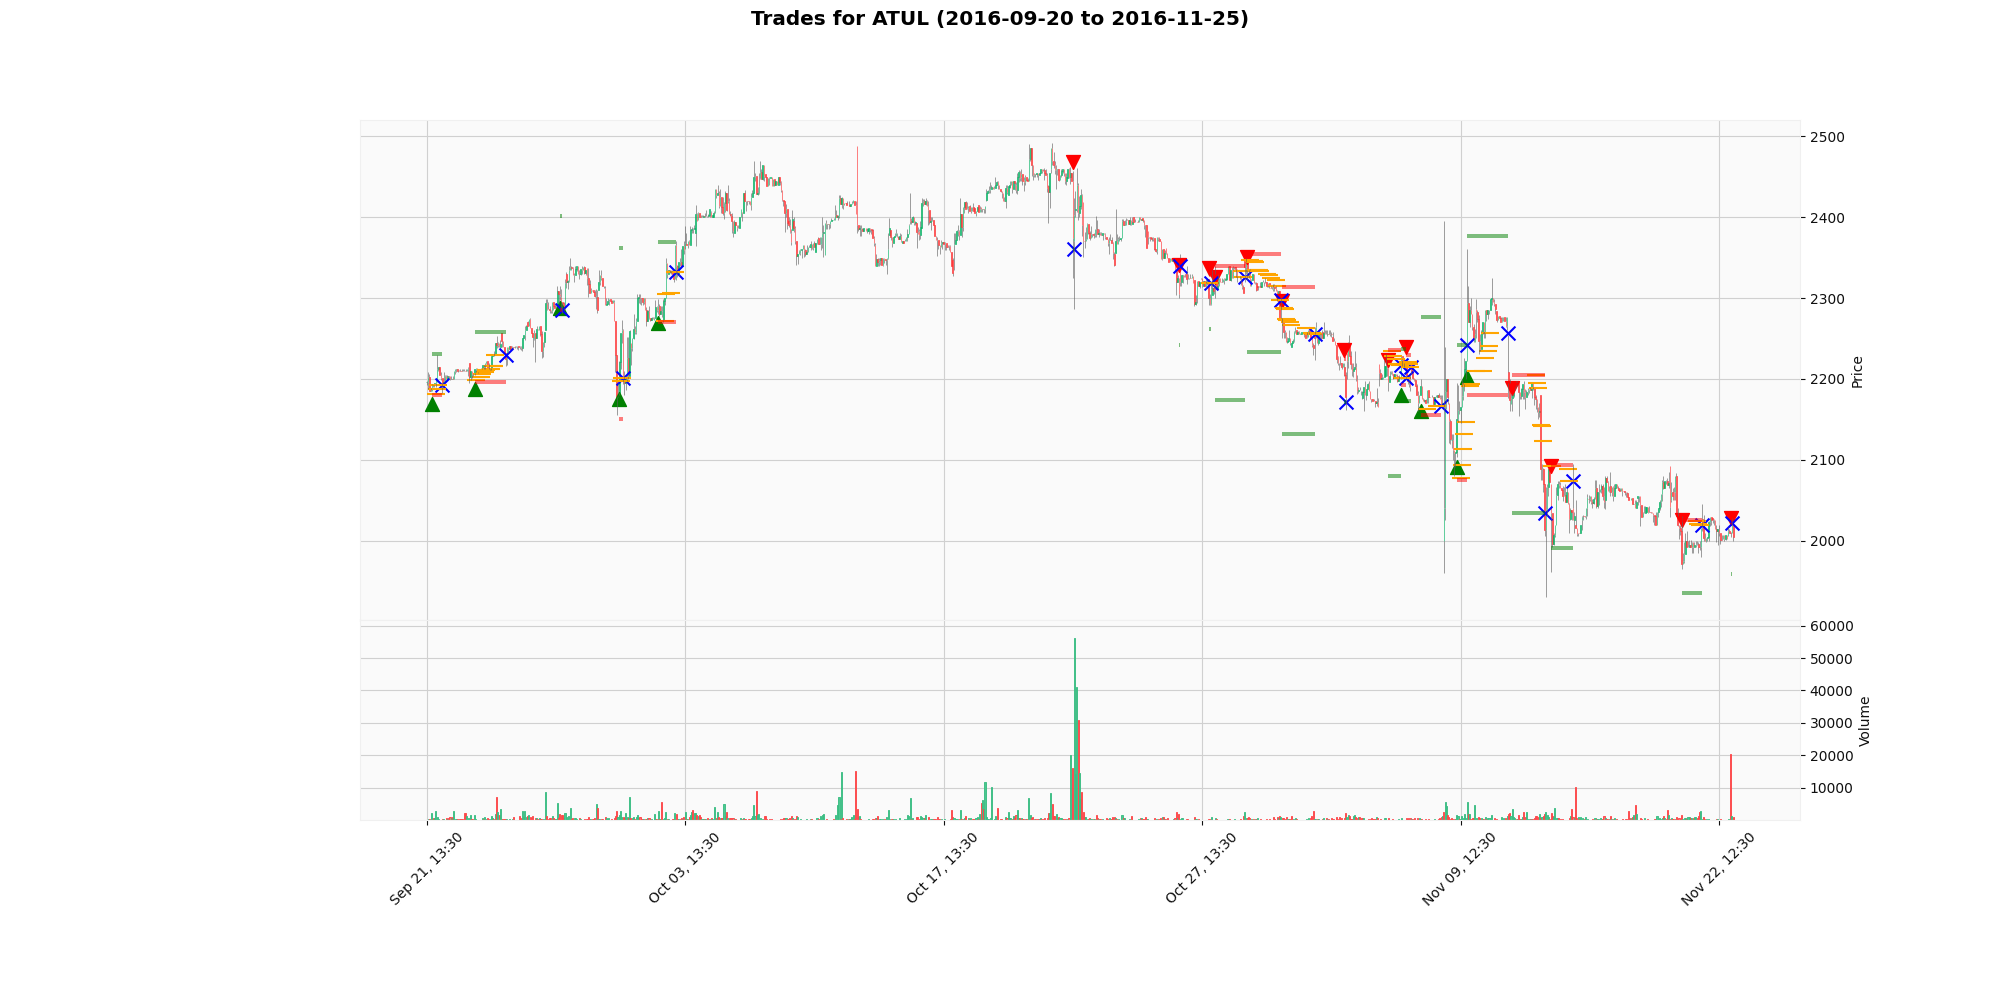 Trades for ATUL (2016-09-20 to 2016-11-25)
2500
2400
2300
2200
2100
2000
Price
60000
50000
40000
30000
20000
10000
Volume
Sep 21, 13:30
Oct 03, 13:30
Oct 17, 13:30
Oct 27, 13:30
Nov 09, 12:30
Nov 22, 12:30